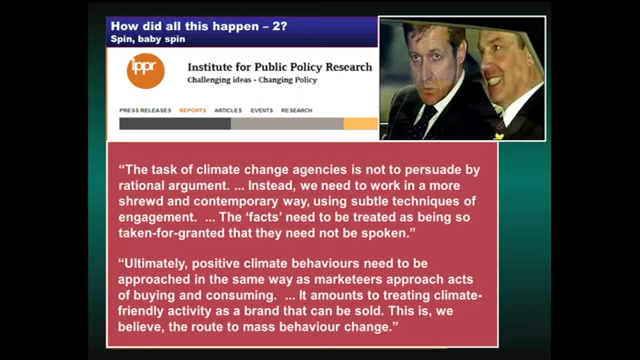 How did all this happen – 2?
Spin, baby spin
ippr
Institute for Public Policy Research
Challenging ideas - Changing Policy
PRESS RELEASES REPORTS ARTICLES EVENTS RESEARCH
“The task of climate change agencies is not to persuade by
rational argument. ... Instead, we need to work in a more
shrewd and contemporary way, using subtle techniques of
engagement. ... The ‘facts’ need to be treated as being so
taken-for-granted that they need not be spoken.”
“Ultimately, positive climate behaviours need to be
approached in the same way as marketeers approach acts
of buying and consuming. ... It amounts to treating climate-
friendly activity as a brand that can be sold. This is, we
believe, the route to mass behaviour change.”